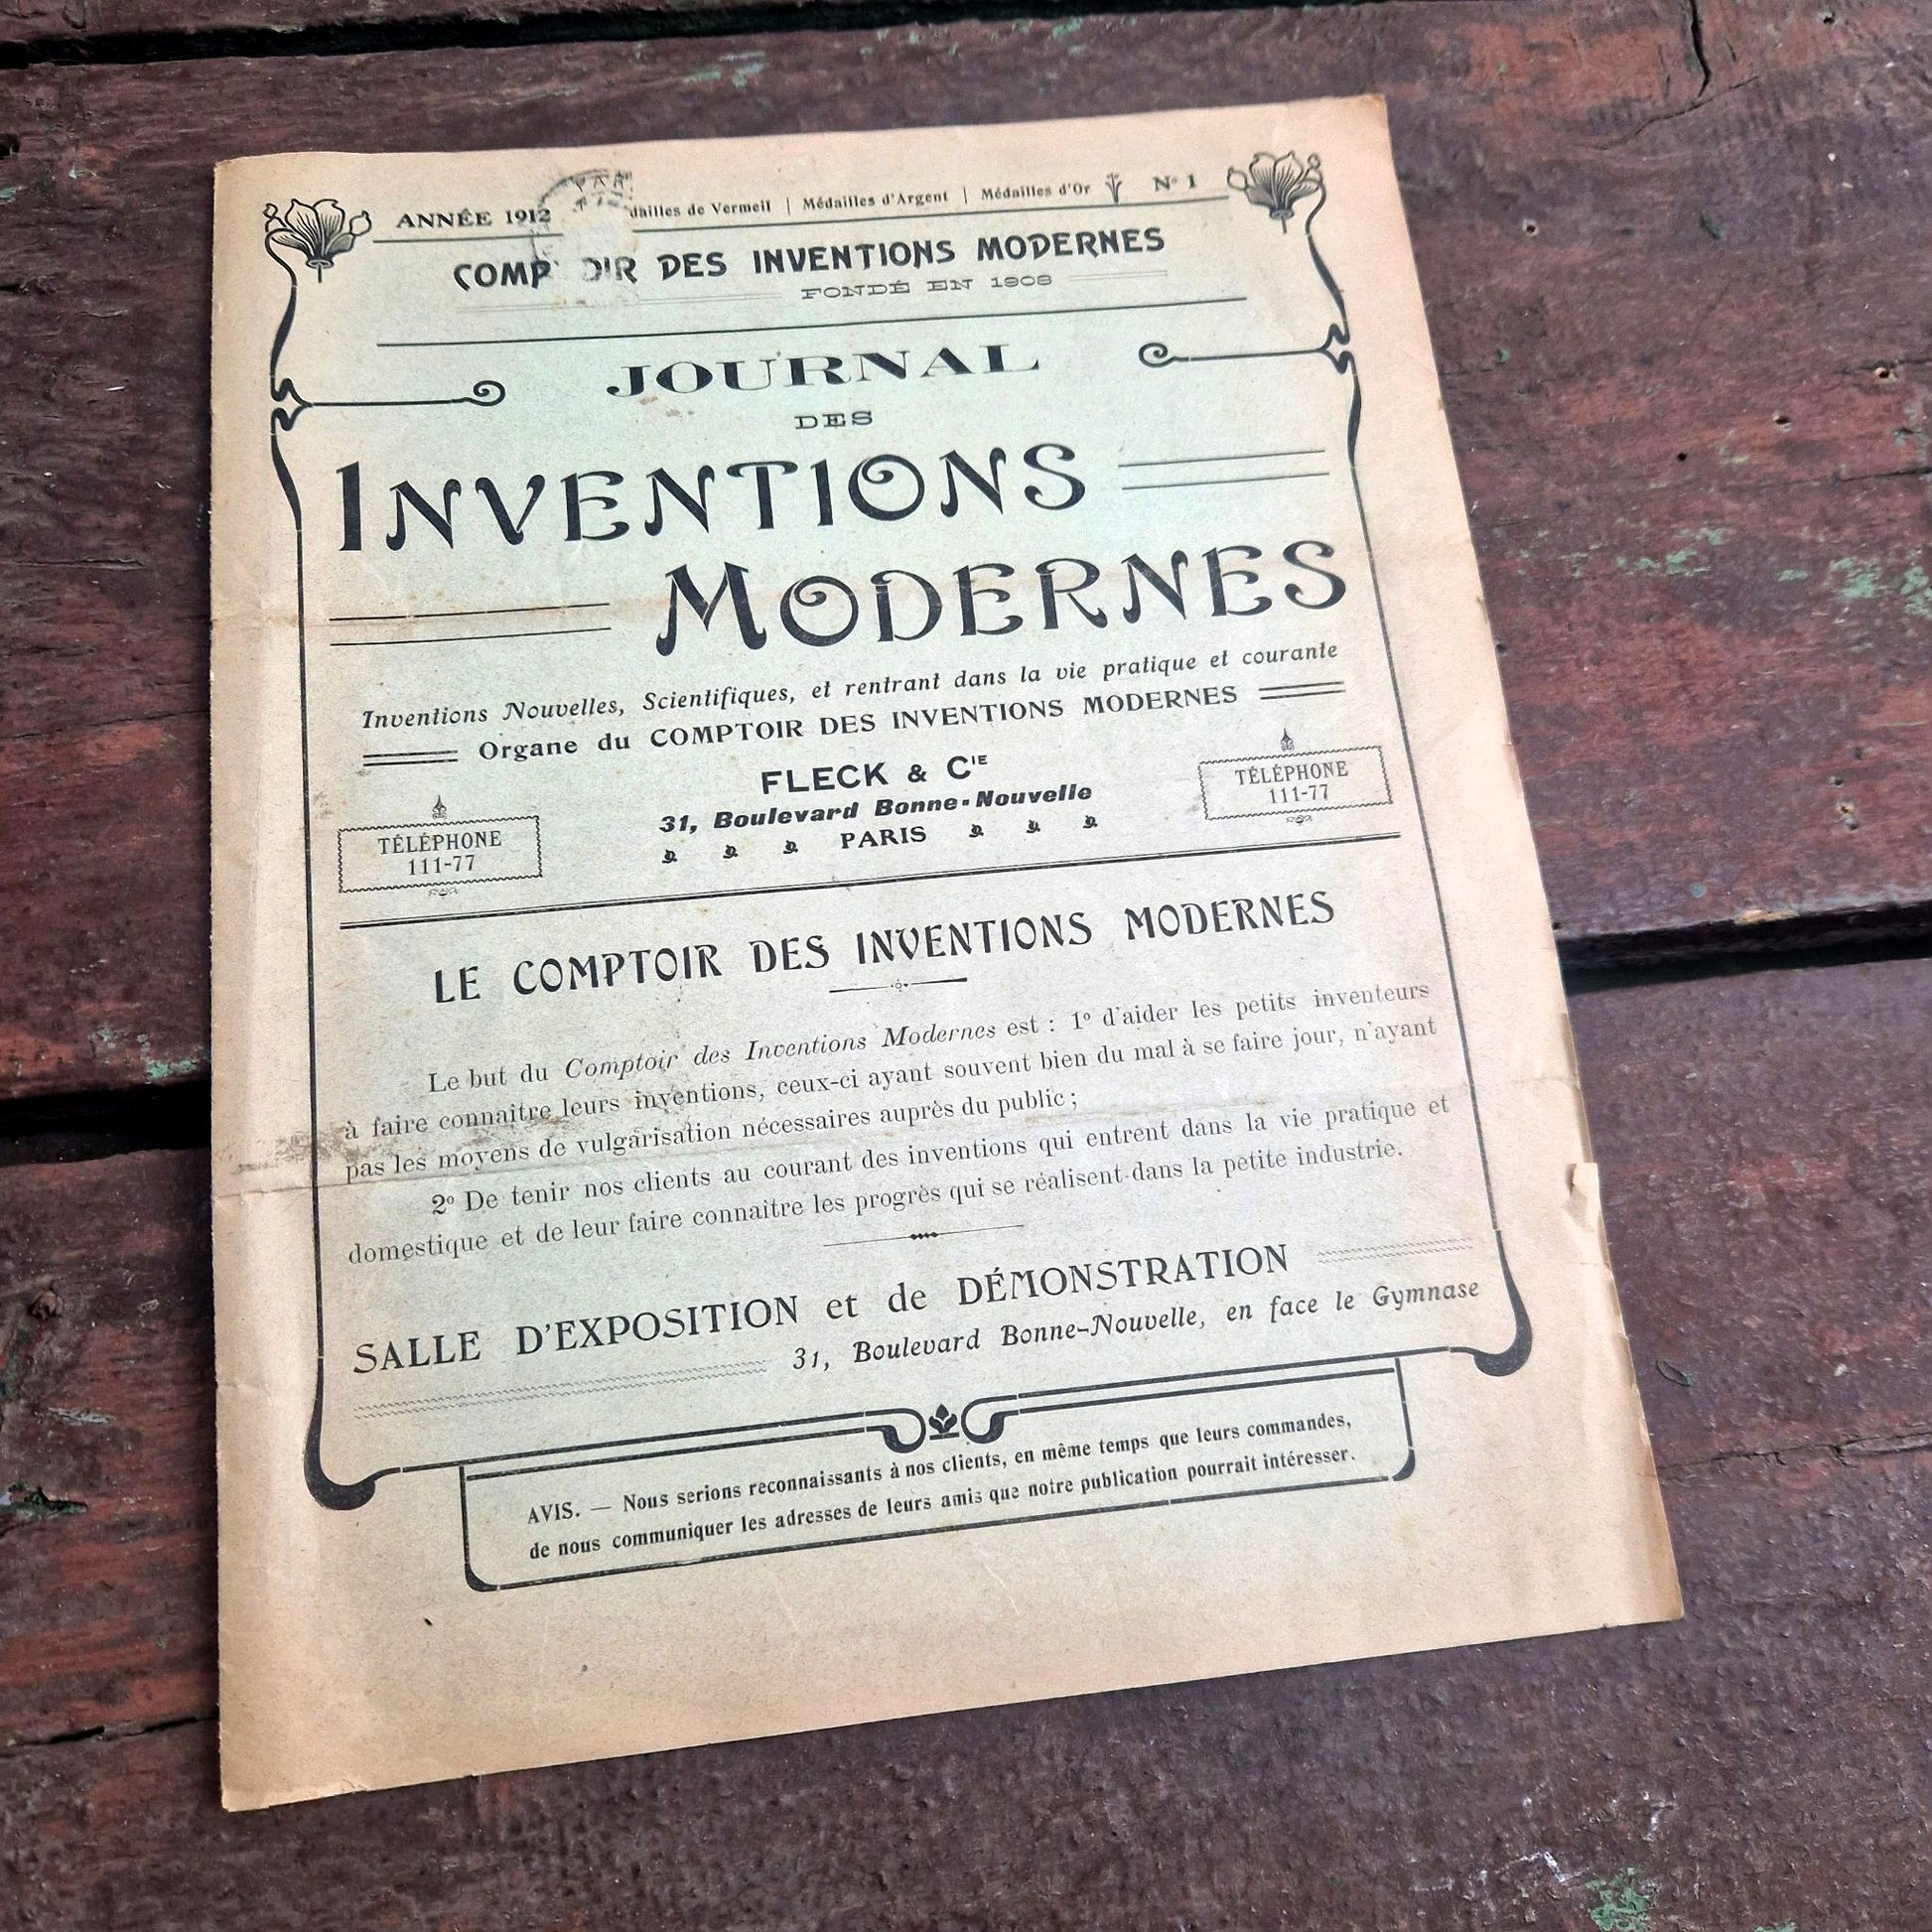 ANNÉE 1912 dailles de Vermeil | Médailles d'Argent | Médailles d'Or N° 1
COMP OIR DES INVENTIONS MODERNES
FONDÉ EN 1908
JOURNAL
DES
INVENTIONS
MODERNES
Inventions Nouvelles, Scientifiques, et rentrant dans la vie pratique et courante
Organe du COMPTOIR DES INVENTIONS MODERNES
FLECK & CIE
31, Boulevard Bonne-Nouvelle
PARIS
TÉLÉPHONE
111-77
TÉLÉPHONE
111-77
LE COMPTOIR DES INVENTIONS MODERNES
Le but du Comptoir des Inventions Modernes est : 1° d'aider les petits inventeurs
à faire connaitre leurs inventions, ceux-ci ayant souvent bien du mal à se faire jour, n'ayant
pas les moyens de vulgarisation nécessaires auprès du public ;
2° De tenir nos clients au courant des inventions qui entrent dans la vie pratique et
domestique et de leur faire connaitre les progrès qui se réalisent dans la petite industrie.
SALLE D'EXPOSITION et de DÉMONSTRATION
31, Boulevard Bonne-Nouvelle, en face le Gymnase
AVIS. — Nous serions reconnaissants à nos clients, en même temps que leurs commandes,
de nous communiquer les adresses de leurs amis que notre publication pourrait intéresser.